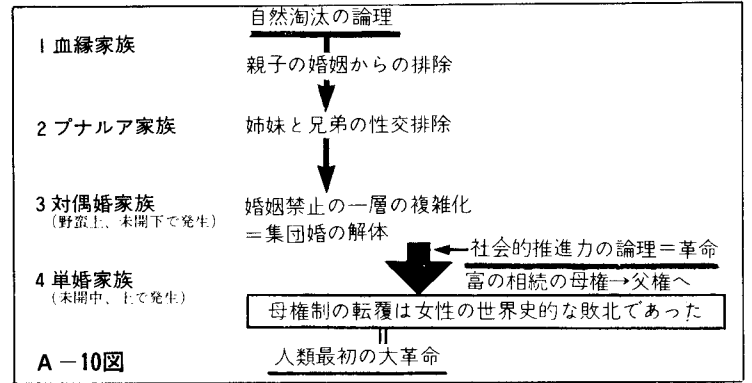 自然淘汰の論理
1 血縁家族
親子の婚姻からの排除
2 プナルア家族
姉妹と兄弟の性交排除
3 対偶婚家族
(野蛮上、未開下で発生)
婚姻禁止の一層の複雑化
=集団婚の解体
社会的推進力の論理=革命
4 単婚家族
(未開中、上で発生)
富の相続の母権→父権へ
母権制の転覆は女性の世界史的な敗北であった
人類最初の大革命
A-10図